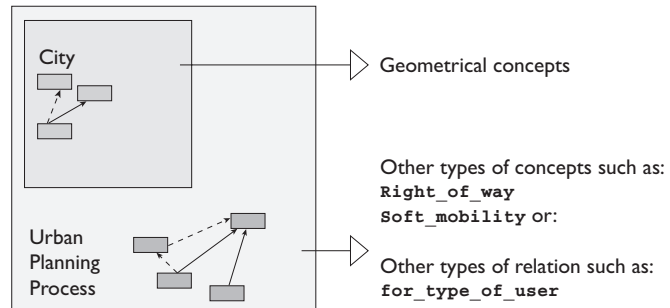 City
Geometrical concepts
Other types of concepts such as:
Right_of_way
Soft_mobility or:
Urban
Planning
Process
Other types of relation such as:
for_type_of_user